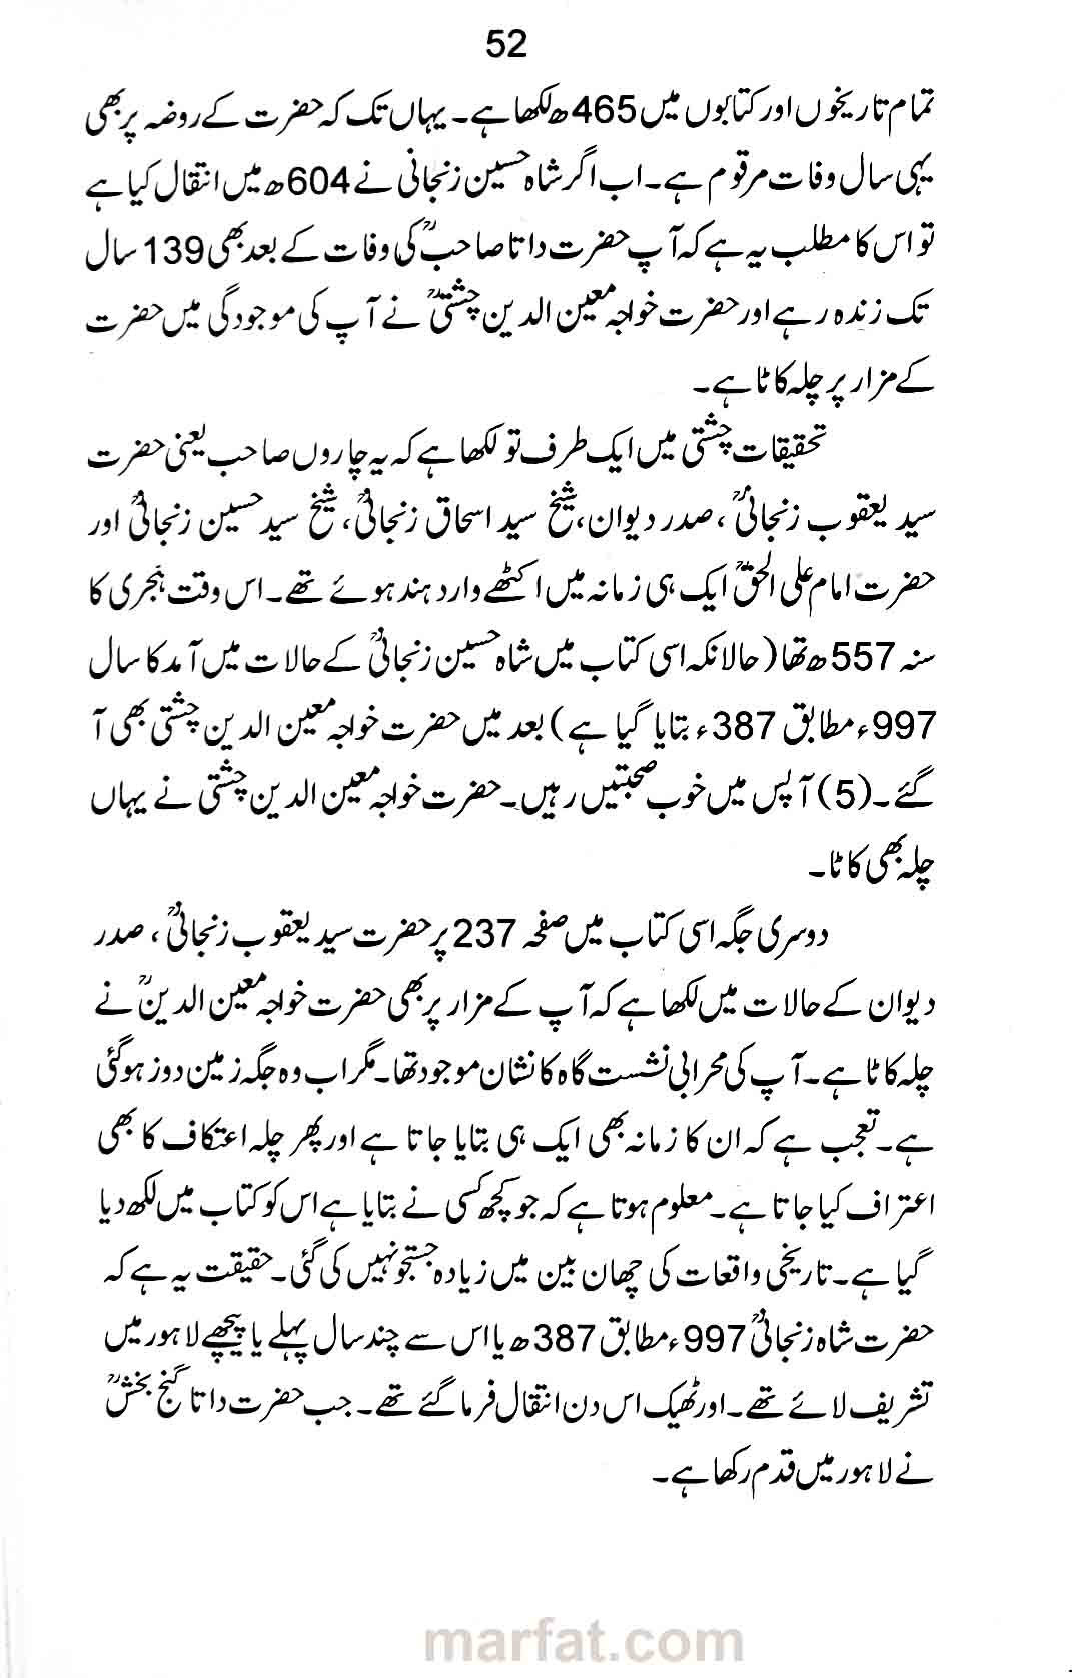 52
تمام تاریخوں اور کتابوں میں 465ھ لکھا ہے۔ یہاں تک کہ حضرت کے روضہ پر بھی
یہی سال وفات مرقوم ہے۔ اب اگر شاہ حسین زنجانی نے 604ھ میں انتقال کیا ہے
تو اس کا مطلب یہ ہے کہ آپ حضرت داتا صاحبؒ کی وفات کے بعد بھی 139 سال
تک زندہ رہے اور حضرت خواجہ معین الدین چشتیؒ نے آپ کی موجودگی میں حضرت
کے مزار پر چلہ کاٹا ہے۔
تحقیقات چشتی میں ایک طرف تو لکھا ہے کہ یہ چاروں صاحب یعنی حضرت
سید یعقوب زنجانیؒ، صدر دیوان، شیخ سید اسحاق زنجانیؒ، شیخ سید حسین زنجانیؒ اور
حضرت امام علی الحقؒ ایک ہی زمانہ میں اکٹھے وارد ہند ہوئے تھے۔ اس وقت ہجری کا
سنہ 557ھ تھا (حالانکہ اسی کتاب میں شاہ حسین زنجانیؒ کے حالات میں آمد کا سال
997ء مطابق 387ء بتایا گیا ہے) بعد میں حضرت خواجہ معین الدین چشتی بھی آ
گئے۔ (5) آپس میں خوب صحبتیں رہیں۔ حضرت خواجہ معین الدین چشتی نے یہاں
چلہ بھی کاٹا۔
دوسری جگہ اسی کتاب میں صفحہ 237 پر حضرت سید یعقوب زنجانیؒ، صدر
دیوان کے حالات میں لکھا ہے کہ آپ کے مزار پر بھی حضرت خواجہ معین الدینؒ نے
چلہ کاٹا ہے۔ آپ کی محرابی نشست گاہ کا نشان موجود تھا۔ مگر اب وہ جگہ زمین دوز ہو گئی
ہے۔ تعجب ہے کہ ان کا زمانہ بھی ایک ہی بتایا جاتا ہے اور پھر چلہ اعتکاف کا بھی
اعتراف کیا جاتا ہے۔ معلوم ہوتا ہے کہ جو کچھ کسی نے بتایا ہے اس کو کتاب میں لکھ دیا
گیا ہے۔ تاریخی واقعات کی چھان بین میں زیادہ جستجو نہیں کی گئی۔ حقیقت یہ ہے کہ
حضرت شاہ زنجانیؒ 997ء مطابق 387ھ یا اس سے چند سال پہلے یا پیچھے لاہور میں
تشریف لائے تھے۔ اور ٹھیک اس دن انتقال فرما گئے تھے۔ جب حضرت داتا گنج بخشؒ
نے لاہور میں قدم رکھا ہے۔
marfat.com